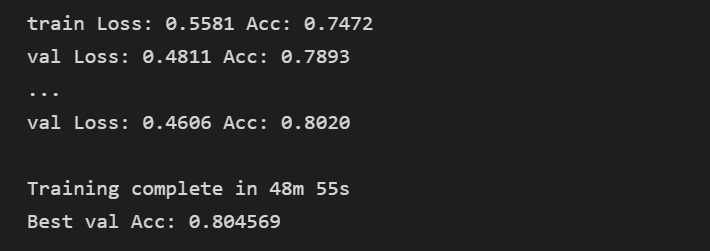 train Loss: 0.5581 Acc: 0.7472
val Loss: 0.4811 Acc: 0.7893
...
val Loss: 0.4606 Acc: 0.8020
Training complete in 48m 55s
Best val Acc: 0.804569